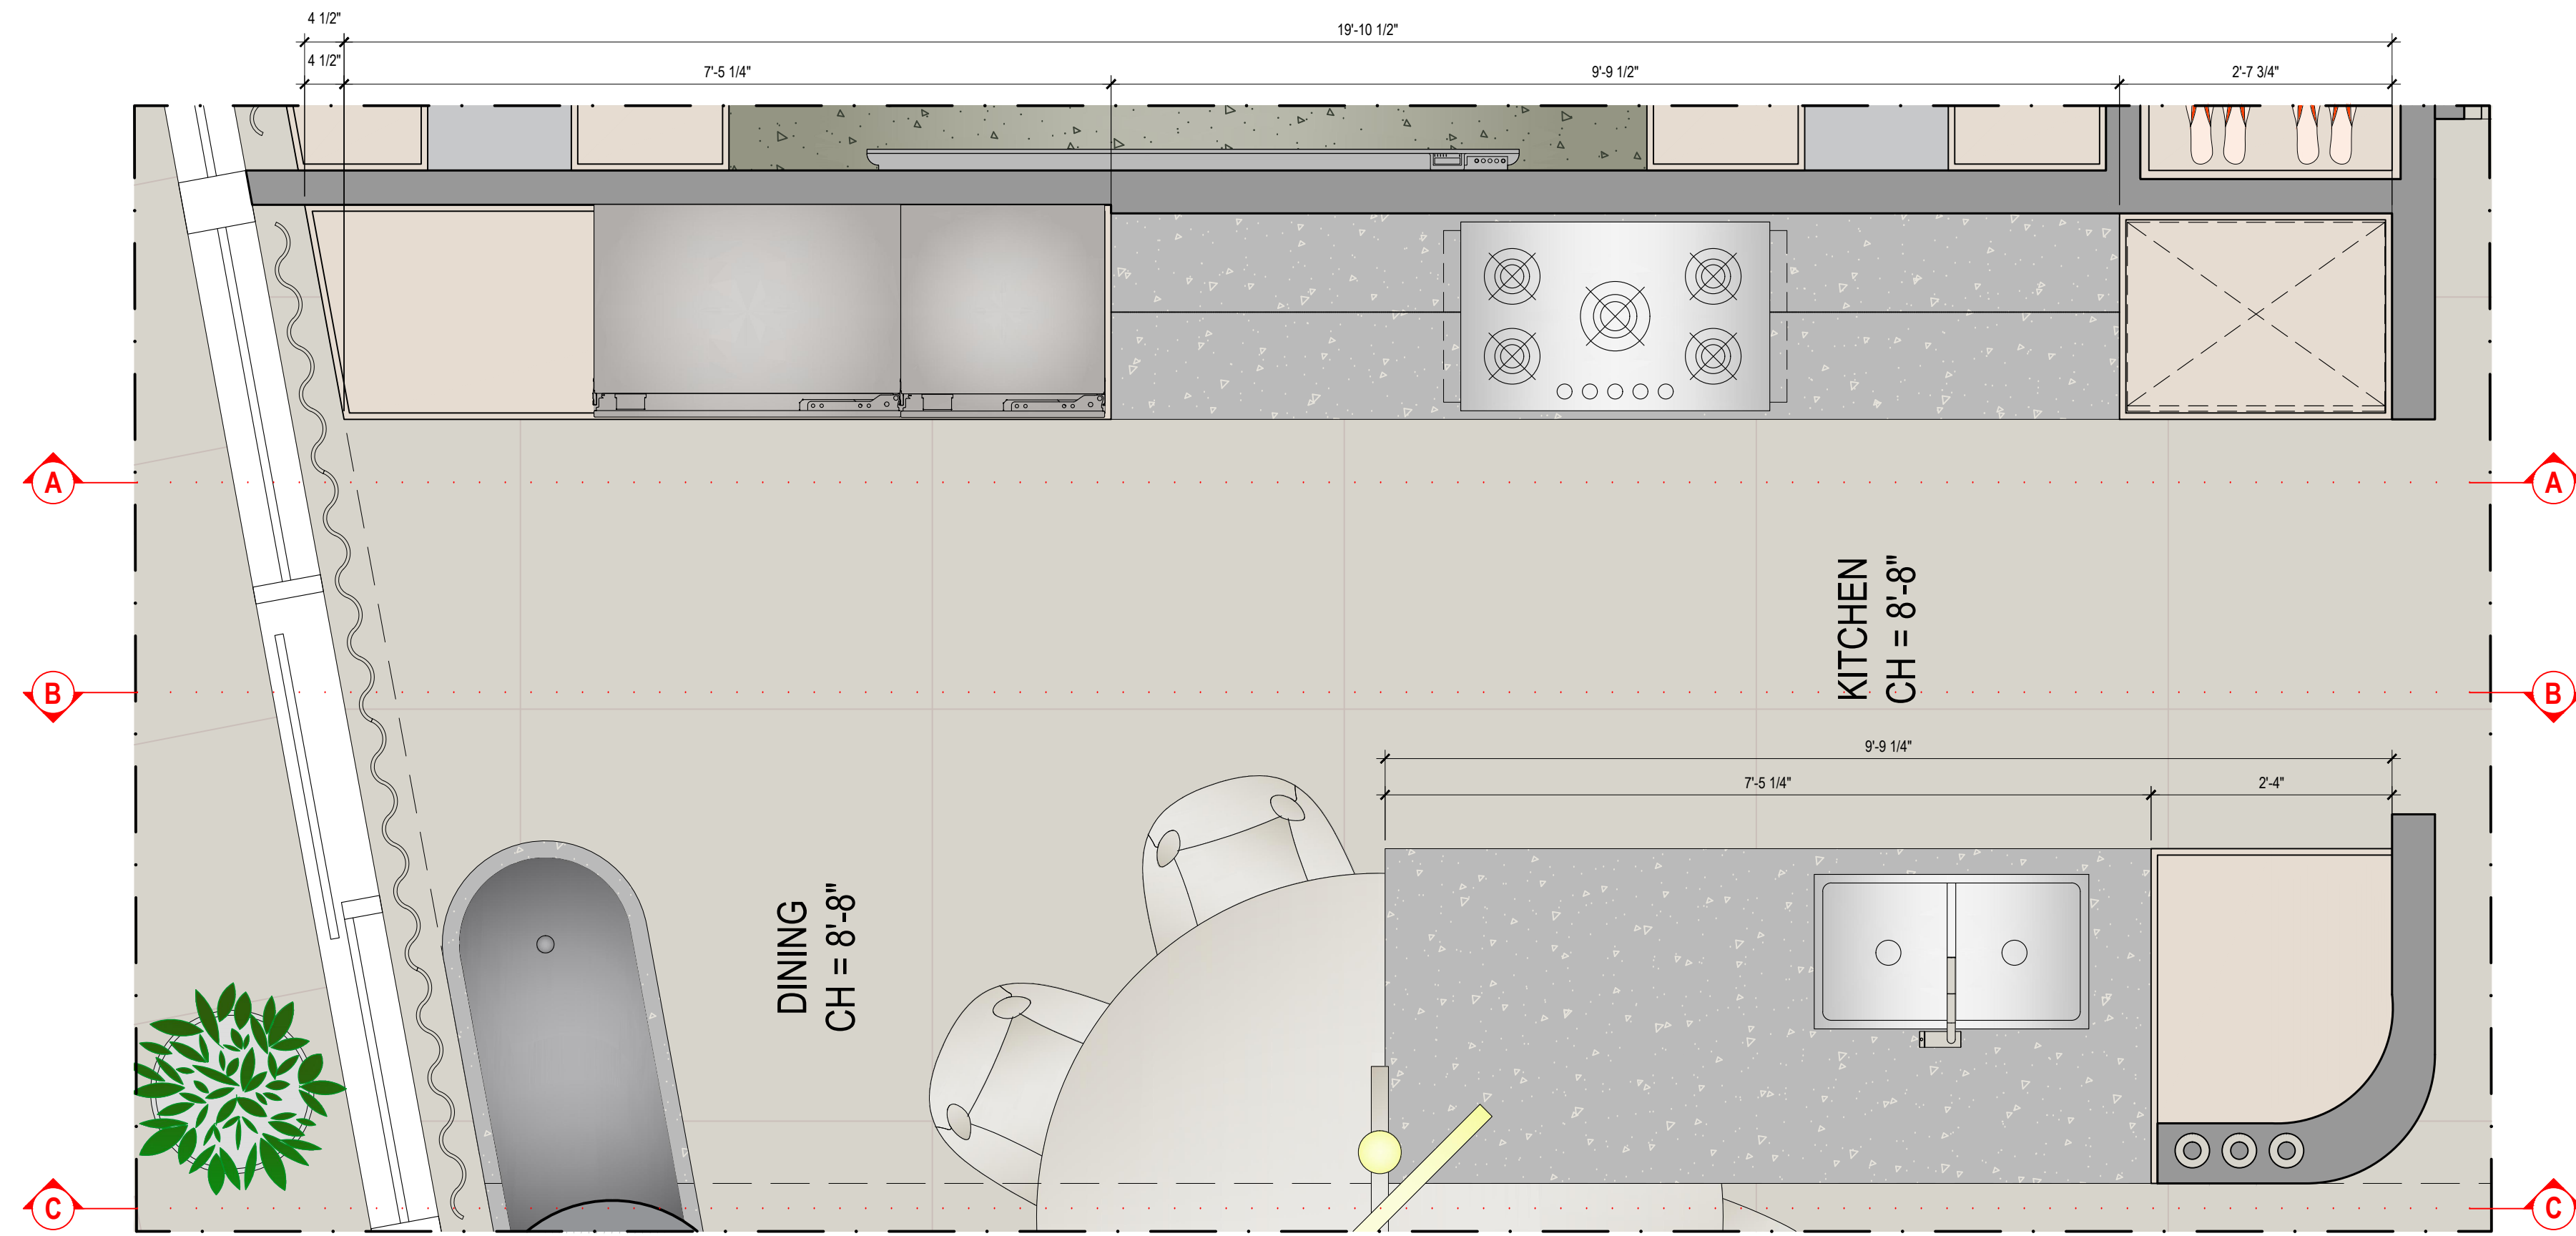 4 1/2"
19'-10 1/2"
4 1/2"
7'-5 1/4"
9'-9 1/2"
2'-7 3/4"
A
A
KITCHEN
CH = 8'-8"
B
B
9'-9 1/4"
7'-5 1/4"
2'-4"
DINING
CH = 8'-8"
C
C